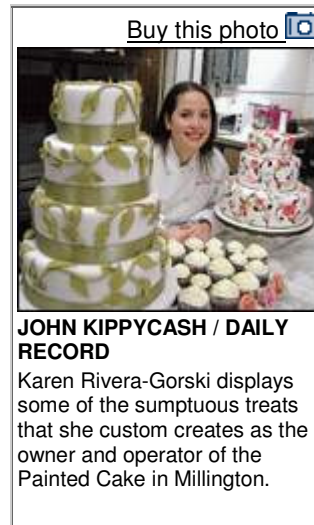 Buy this photo
JOHN KIPPYCASH / DAILY
RECORD
Karen Rivera-Gorski displays
some of the sumptuous treats
that she custom creates as the
owner and operator of the
Painted Cake in Millington.